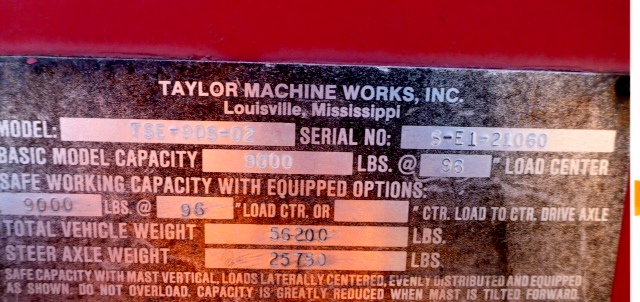 TAYLOR MACHINE WORKS, INC.
Louisville, Mississippi
MODEL: TSE-90S-02 SERIAL NO: S-E1-21060
BASIC MODEL CAPACITY 9000 LBS. @ 96 " LOAD CENTER
SAFE WORKING CAPACITY WITH EQUIPPED OPTIONS:
9000 LBS. @ 96 " LOAD CTR. OR " CTR. LOAD TO CTR. DRIVE AXLE
TOTAL VEHICLE WEIGHT 56200 LBS.
STEER AXLE WEIGHT 25750 LBS.
SAFE CAPACITY WITH MAST VERTICAL, LOADS LATERALLY CENTERED, EVENLY DISTRIBUTED AND EQUIPPED
AS SHOWN. DO NOT OVERLOAD. CAPACITY IS GREATLY REDUCED WHEN MAST IS TILTED FORWARD.